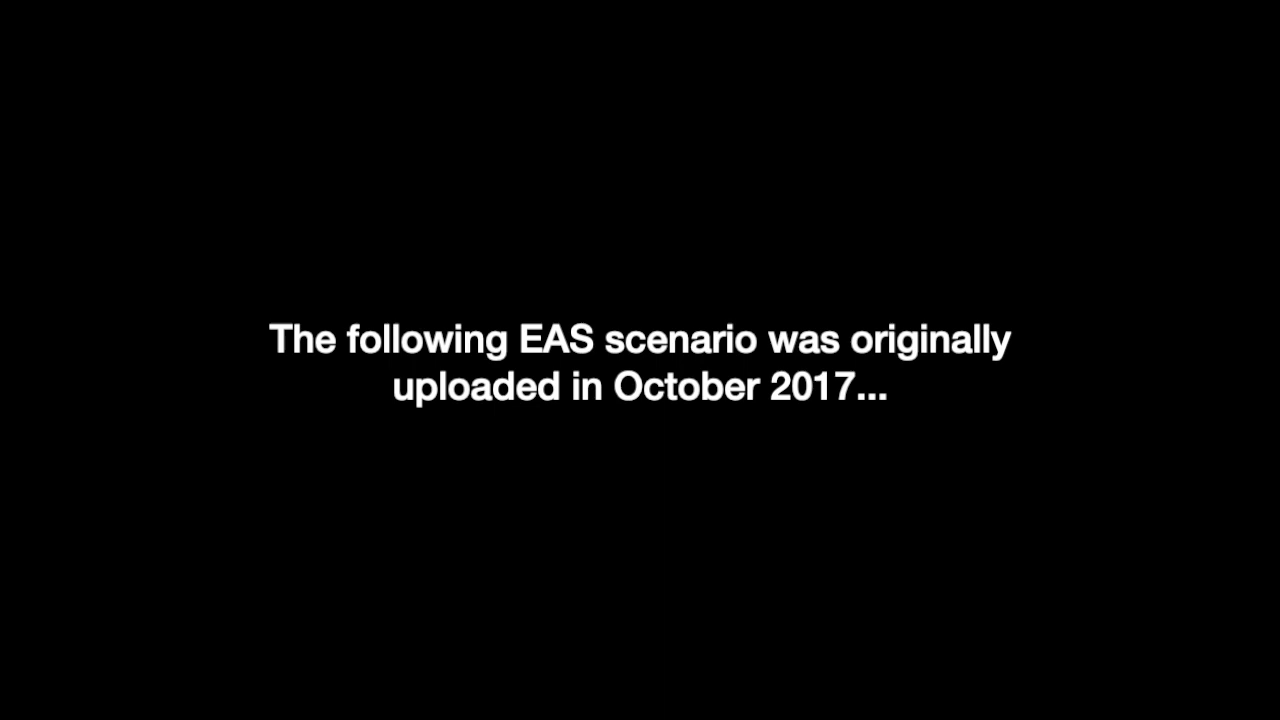 The following EAS scenario was originally
uploaded in October 2017...